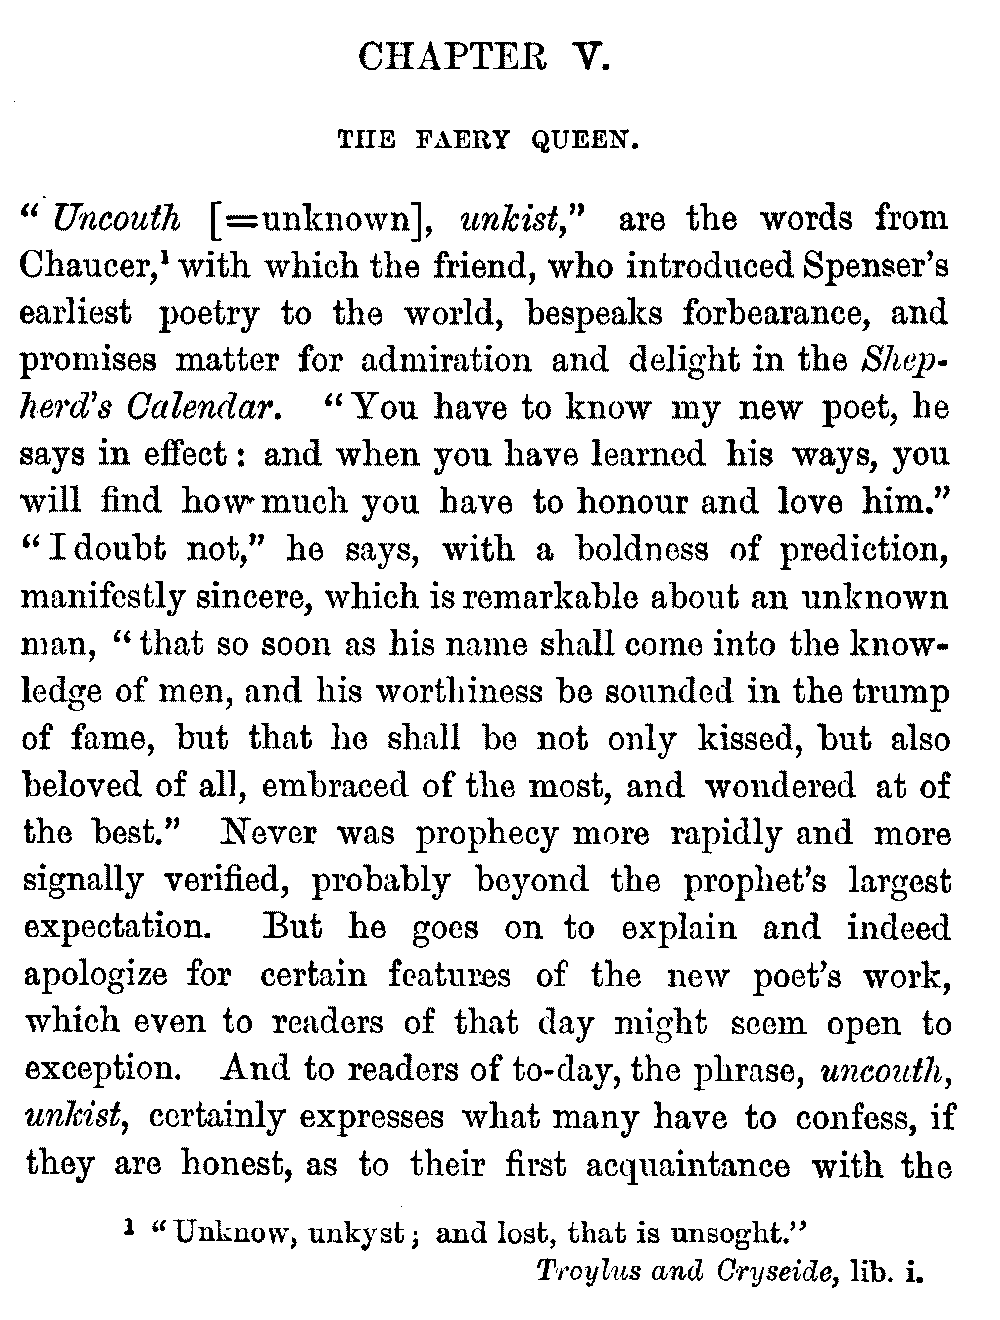 CHAPTER V.
THE FAERY QUEEN.
“Uncouth [=unknown], unkist,” are the words from
Chaucer,¹ with which the friend, who introduced Spenser’s
earliest poetry to the world, bespeaks forbearance, and
promises matter for admiration and delight in the Shep-
herd’s Calendar. “You have to know my new poet, he
says in effect: and when you have learned his ways, you
will find how much you have to honour and love him.”
“I doubt not,” he says, with a boldness of prediction,
manifestly sincere, which is remarkable about an unknown
man, “that so soon as his name shall come into the know-
ledge of men, and his worthiness be sounded in the trump
of fame, but that he shall be not only kissed, but also
beloved of all, embraced of the most, and wondered at of
the best.” Never was prophecy more rapidly and more
signally verified, probably beyond the prophet’s largest
expectation. But he goes on to explain and indeed
apologize for certain features of the new poet’s work,
which even to readers of that day might seem open to
exception. And to readers of to-day, the phrase, uncouth,
unkist, certainly expresses what many have to confess, if
they are honest, as to their first acquaintance with the
¹ “Unknow, unkyst; and lost, that is unsoght.”
Troylus and Cryseide, lib. i.